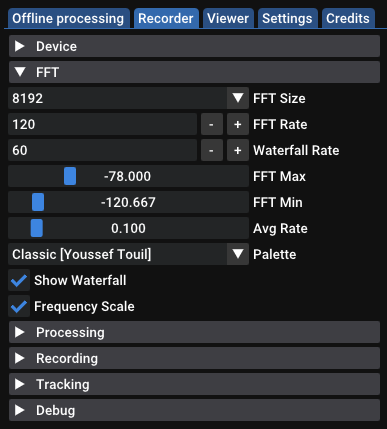 Offline processing Recorder Viewer Settings Credits
Device
FFT
8192 FFT Size
120 - + FFT Rate
60 - + Waterfall Rate
-78.000 FFT Max
-120.667 FFT Min
0.100 Avg Rate
Classic [Youssef Touil] Palette
Show Waterfall
Frequency Scale
Processing
Recording
Tracking
Debug